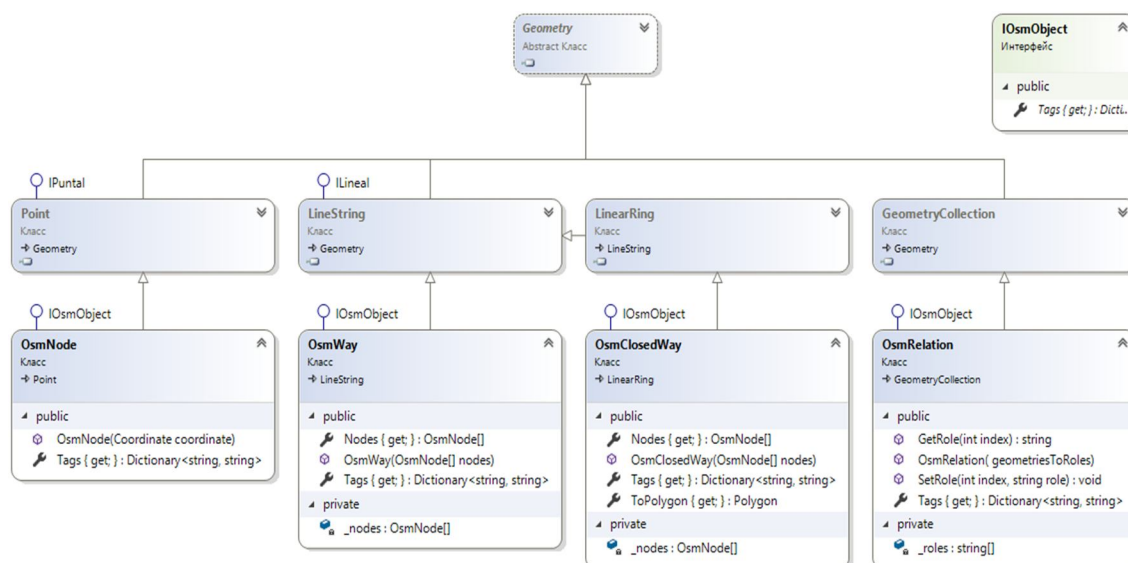 Geometry
Abstract Класс
IOsmObject
Интерфейс
public
Tags { get; } : Dicti...
IPuntal
Point
Класс
Geometry
ILineal
LineString
Класс
Geometry
LinearRing
Класс
LineString
GeometryCollection
Класс
Geometry
IOsmObject
OsmNode
Класс
Point
public
OsmNode(Coordinate coordinate)
Tags { get; } : Dictionary<string, string>
IOsmObject
OsmWay
Класс
LineString
public
Nodes { get; } : OsmNode[]
OsmWay(OsmNode[] nodes)
Tags { get; } : Dictionary<string, string>
private
_nodes : OsmNode[]
IOsmObject
OsmClosedWay
Класс
LinearRing
public
Nodes { get; } : OsmNode[]
OsmClosedWay(OsmNode[] nodes)
Tags { get; } : Dictionary<string, string>
ToPolygon { get; } : Polygon
private
_nodes : OsmNode[]
IOsmObject
OsmRelation
Класс
GeometryCollection
public
GetRole(int index) : string
OsmRelation( geometriesToRoles)
SetRole(int index, string role) : void
Tags { get; } : Dictionary<string, string>
private
_roles : string[]